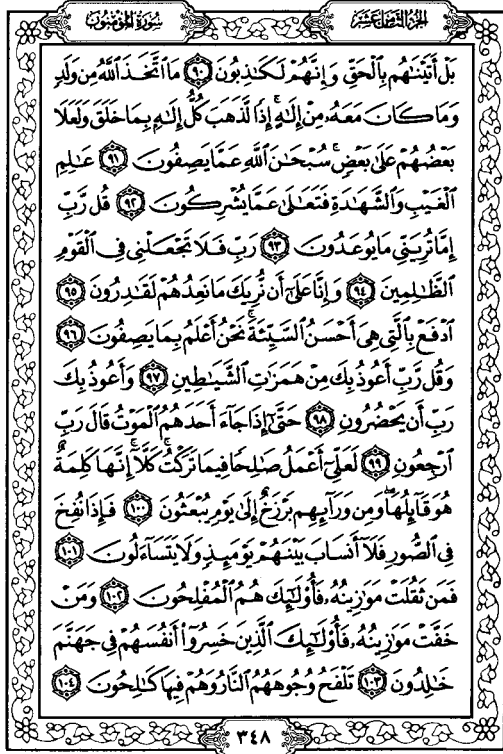 سورة المؤمنون
الجزء الثامن عشر
بَلْ أَتَيْنَٰهُم بِٱلْحَقِّ وَإِنَّهُمْ لَكَٰذِبُونَ ٩٠ مَا ٱتَّخَذَ ٱللَّهُ مِن وَلَدٍ
وَمَا كَانَ مَعَهُۥ مِنْ إِلَٰهٍ إِذًا لَّذَهَبَ كُلُّ إِلَٰهٍۭ بِمَا خَلَقَ وَلَعَلَا
بَعْضُهُمْ عَلَىٰ بَعْضٍ سُبْحَٰنَ ٱللَّهِ عَمَّا يَصِفُونَ ٩١ عَٰلِمِ
ٱلْغَيْبِ وَٱلشَّهَٰدَةِ فَتَعَٰلَىٰ عَمَّا يُشْرِكُونَ ٩٢ قُل رَّبِّ
إِمَّا تُرِيَنِّى مَا يُوعَدُونَ ٩٣ رَبِّ فَلَا تَجْعَلْنِى فِى ٱلْقَوْمِ
ٱلظَّٰلِمِينَ ٩٤ وَإِنَّا عَلَىٰٓ أَن نُّرِيَكَ مَا نَعِدُهُمْ لَقَٰدِرُونَ ٩٥
ٱدْفَعْ بِٱلَّتِى هِىَ أَحْسَنُ ٱلسَّيِّئَةَ نَحْنُ أَعْلَمُ بِمَا يَصِفُونَ ٩٦
وَقُل رَّبِّ أَعُوذُ بِكَ مِنْ هَمَزَٰتِ ٱلشَّيَٰطِينِ ٩٧ وَأَعُوذُ بِكَ
رَبِّ أَن يَحْضُرُونِ ٩٨ حَتَّىٰٓ إِذَا جَآءَ أَحَدَهُمُ ٱلْمَوْتُ قَالَ رَبِّ
ٱرْجِعُونِ ٩٩ لَعَلِّىٓ أَعْمَلُ صَٰلِحًا فِيمَا تَرَكْتُ كَلَّآ إِنَّهَا كَلِمَةٌ
هُوَ قَآئِلُهَا وَمِن وَرَآئِهِم بَرْزَخٌ إِلَىٰ يَوْمِ يُبْعَثُونَ ١٠٠ فَإِذَا نُفِخَ
فِى ٱلصُّورِ فَلَآ أَنسَابَ بَيْنَهُمْ يَوْمَئِذٍ وَلَا يَتَسَآءَلُونَ ١٠١
فَمَن ثَقُلَتْ مَوَٰزِينُهُۥ فَأُو۟لَٰٓئِكَ هُمُ ٱلْمُفْلِحُونَ ١٠٢ وَمَنْ
خَفَّتْ مَوَٰزِينُهُۥ فَأُو۟لَٰٓئِكَ ٱلَّذِينَ خَسِرُوٓا۟ أَنفُسَهُمْ فِى جَهَنَّمَ
خَٰلِدُونَ ١٠٣ تَلْفَحُ وُجُوهَهُمُ ٱلنَّارُ وَهُمْ فِيهَا كَٰلِحُونَ ١٠٤
٣٤٨